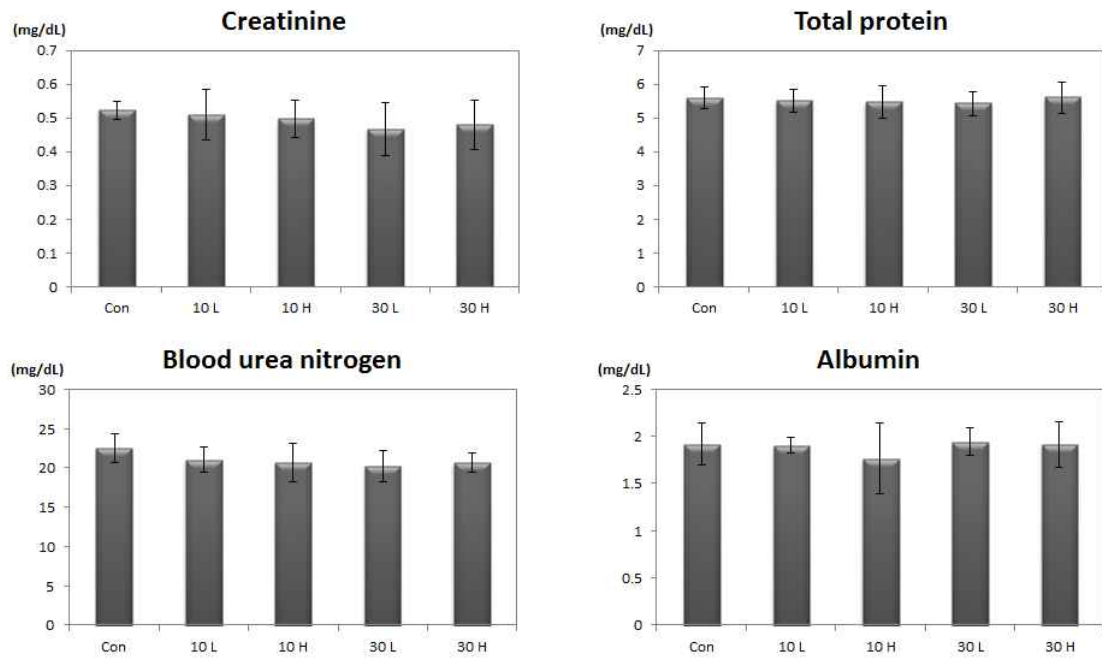 Creatinine
(mg/dL)
0.7
0.6
0.5
0.4
0.3
0.2
0.1
0
Con 10 L 10 H 30 L 30 H
Total protein
(mg/dL)
7
6
5
4
3
2
1
0
Con 10 L 10 H 30 L 30 H
Blood urea nitrogen
(mg/dL)
30
25
20
15
10
5
0
Con 10 L 10 H 30 L 30 H
Albumin
(mg/dL)
2.5
2
1.5
1
0.5
0
Con 10 L 10 H 30 L 30 H